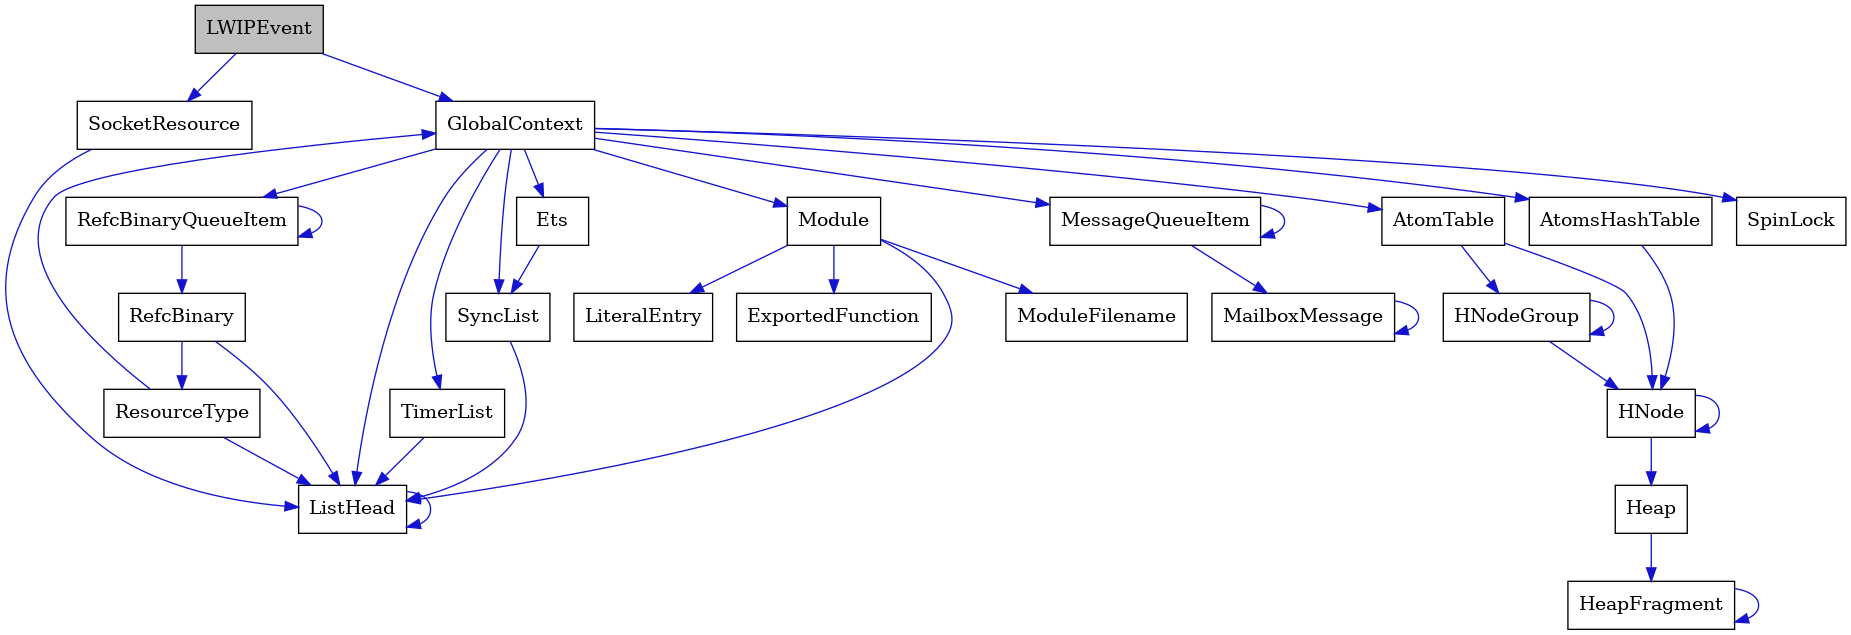 LWIPEvent
SocketResource
GlobalContext
RefcBinaryQueueItem
Ets
Module
MessageQueueItem
AtomTable
AtomsHashTable
SpinLock
RefcBinary
SyncList
LiteralEntry
ExportedFunction
ModuleFilename
MailboxMessage
HNodeGroup
ResourceType
TimerList
HNode
ListHead
Heap
HeapFragment